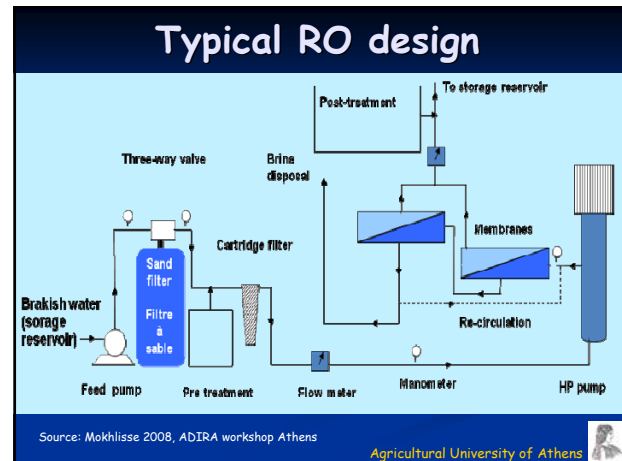 Typical RO design
To storage reservoir
Post-treatment
Three-way valve
Brine
disposal
Membranes
Cartridge filter
Sand
filter
Filtre
à
sable
Brakish water
(sorage
reservoir)
Re-circulation
Feed pump
Pre treatment
Flow meter
Manometer
HP pump
Source: Mokhlisse 2008, ADIRA workshop Athens
Agricultural University of Athens